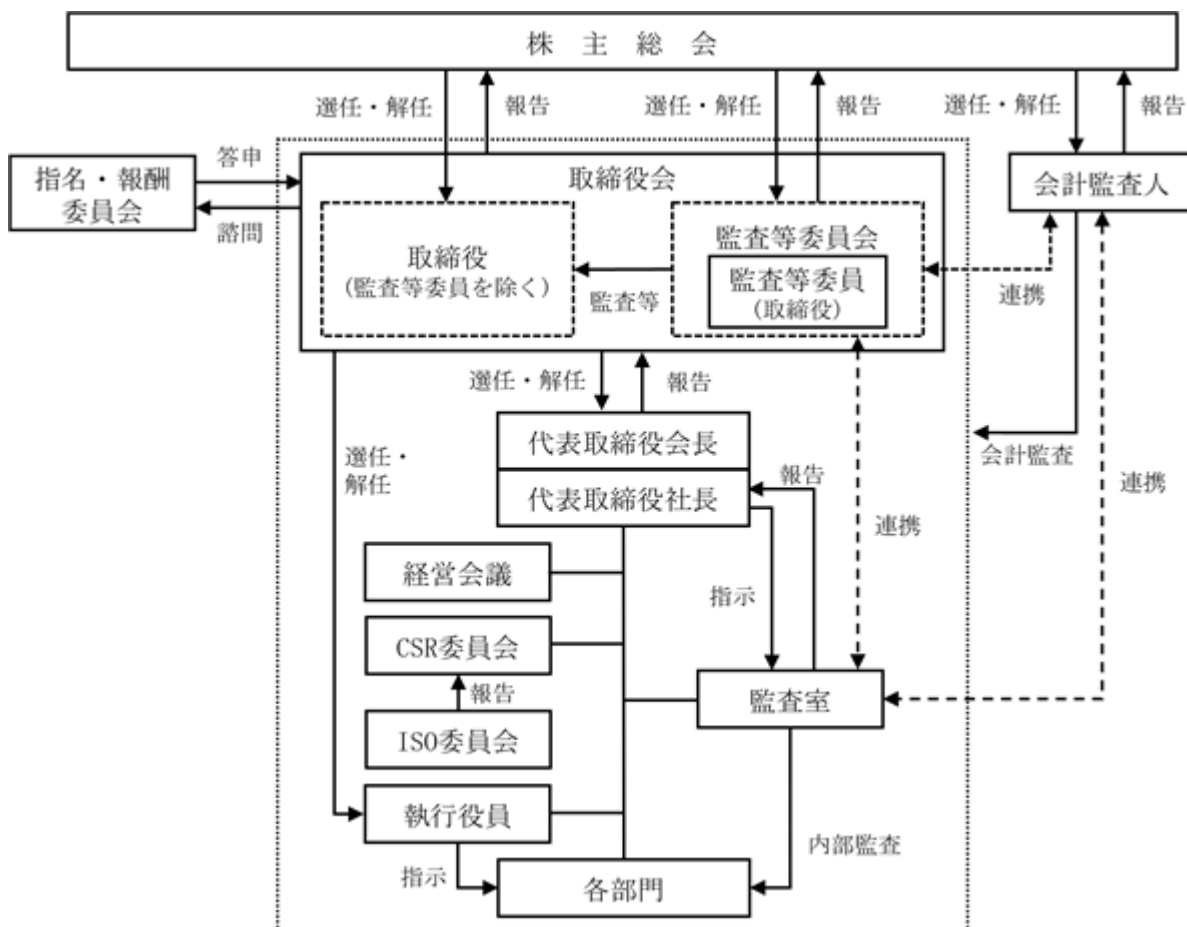 株 主 総 会
選任・解任
報告
選任・解任
報告
選任・解任
報告
指名・報酬
委員会
答申
諮問
取締役会
取締役
(監査等委員を除く)
監査等
監査等委員会
監査等委員
(取締役)
会計監査人
連携
選任・解任
報告
会計監査
連携
選任・
解任
代表取締役会長
代表取締役社長
報告
指示
連携
経営会議
CSR委員会
報告
ISO委員会
監査室
執行役員
指示
内部監査
各部門